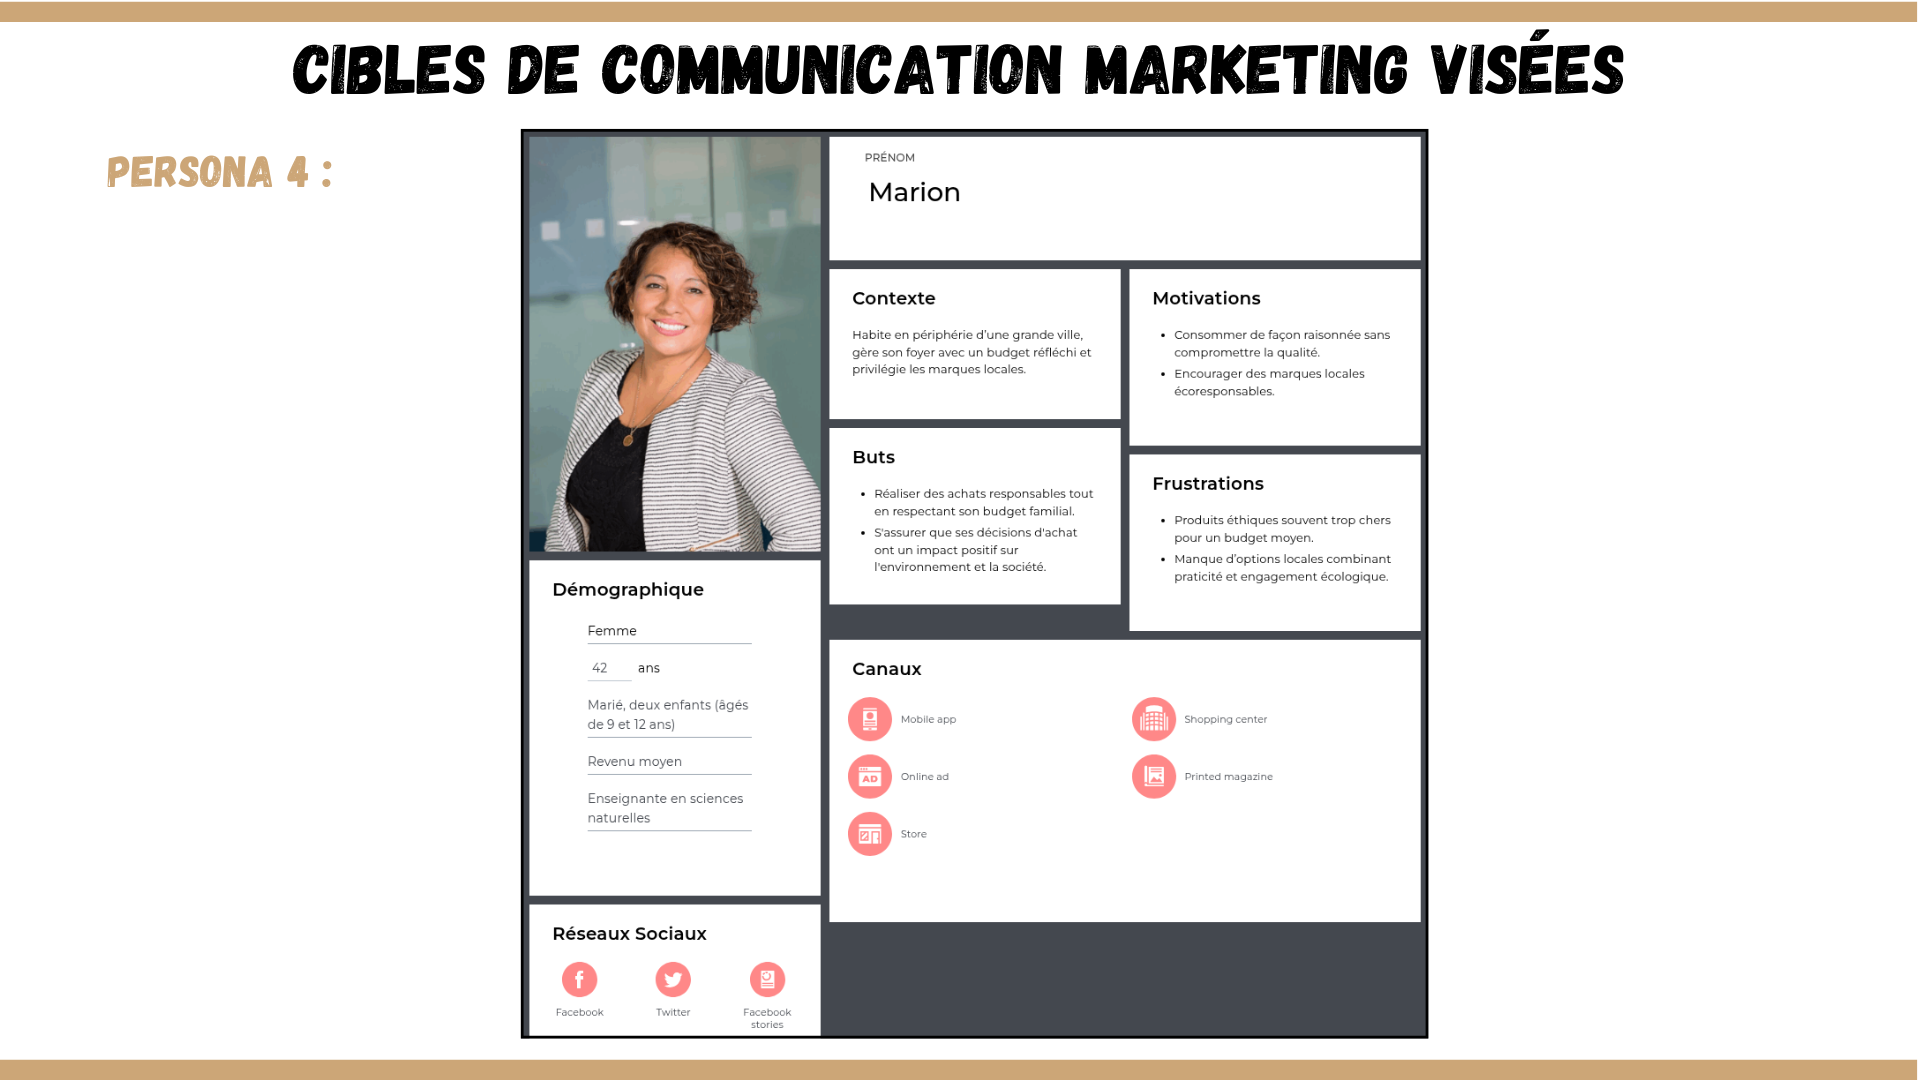 CIBLES DE COMMUNICATION MARKETING VISÉES
PERSONA 4 :
PRÉNOM
Marion
Contexte
Habite en périphérie d'une grande ville,
gère son foyer avec un budget réfléchi et
privilégie les marques locales.
Motivations
• Consommer de façon raisonnée sans
compromettre la qualité.
• Encourager des marques locales
écoresponsables.
Buts
• Réaliser des achats responsables tout
en respectant son budget familial.
• S'assurer que ses décisions d'achat
ont un impact positif sur
l'environnement et la société.
Frustrations
• Produits éthiques souvent trop chers
pour un budget moyen.
• Manque d'options locales combinant
praticité et engagement écologique.
Démographique
Femme
42 ans
Marié, deux enfants (âgés
de 9 et 12 ans)
Revenu moyen
Enseignante en sciences
naturelles
Canaux
Mobile app
Shopping center
AD
Online ad
Printed magazine
Store
Réseaux Sociaux
Facebook
Twitter
Facebook
stories